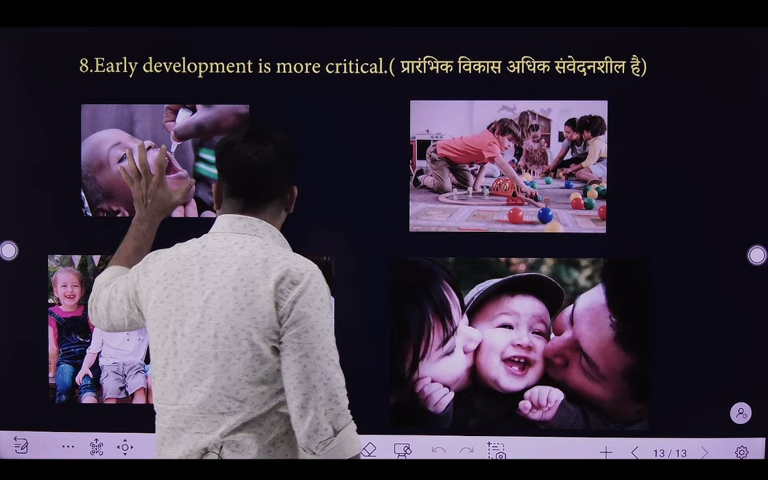 8.Early development is more critical.( प्रारंभिक विकास अधिक संवेदनशील है)
13 / 13